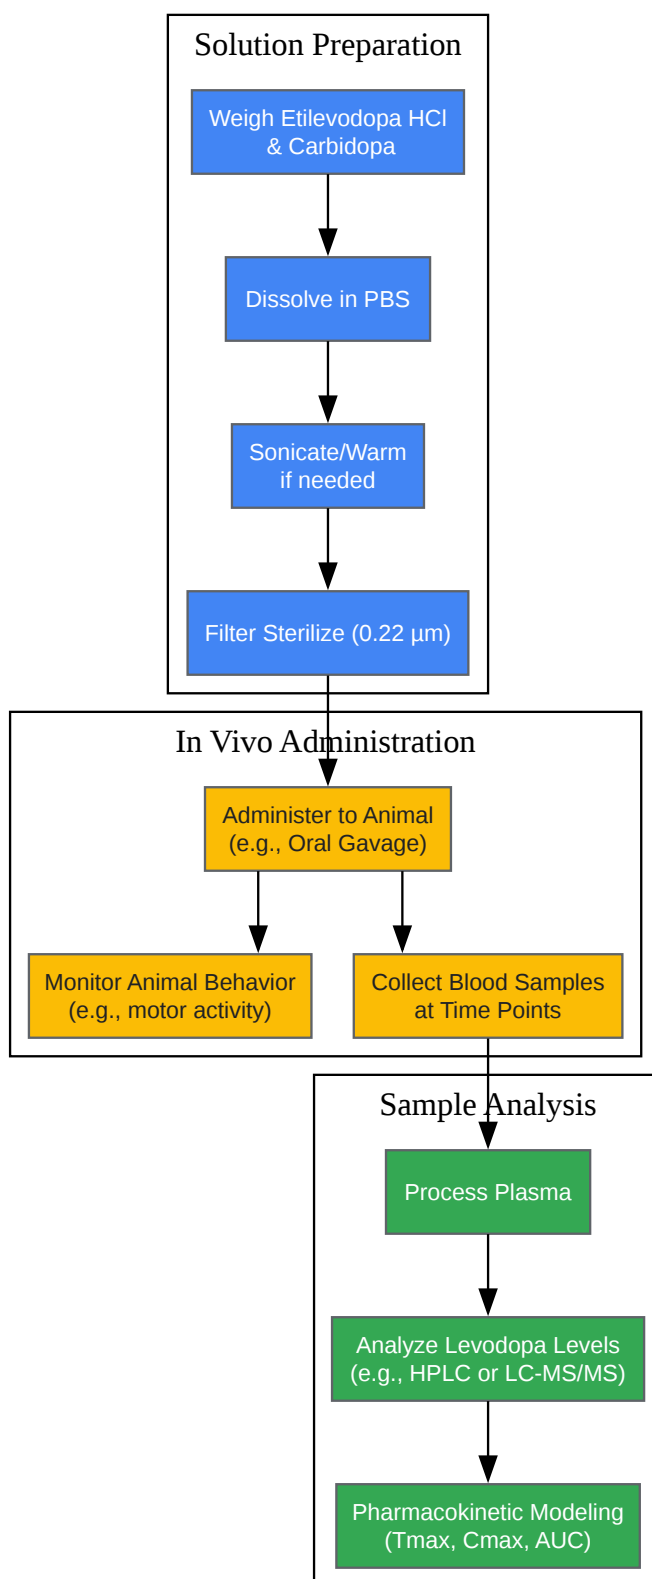 Solution Preparation
Weigh Etilevodopa HCl
& Carbidopa
Dissolve in PBS
Sonicate/Warm
if needed
Filter Sterilize (0.22 µm)
In Vivo Administration
Administer to Animal
(e.g., Oral Gavage)
Monitor Animal Behavior
(e.g., motor activity)
Collect Blood Samples
at Time Points
Sample Analysis
Process Plasma
Analyze Levodopa Levels
(e.g., HPLC or LC-MS/MS)
Pharmacokinetic Modeling
(Tmax, Cmax, AUC)